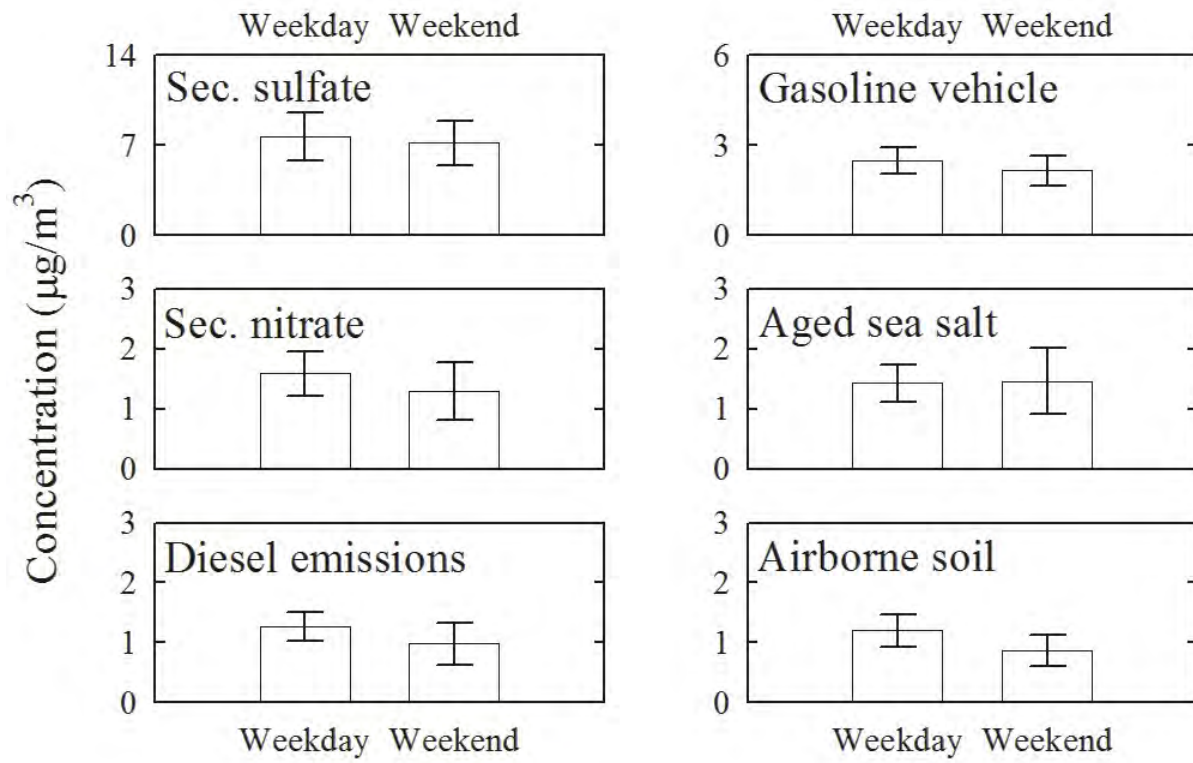 Weekday Weekend
Weekday Weekend
Concentration (µg/m³)
14
7
0
Sec. sulfate
6
3
0
Gasoline vehicle
3
2
1
0
Sec. nitrate
3
2
1
0
Aged sea salt
3
2
1
0
Diesel emissions
3
2
1
0
Airborne soil
Weekday Weekend
Weekday Weekend